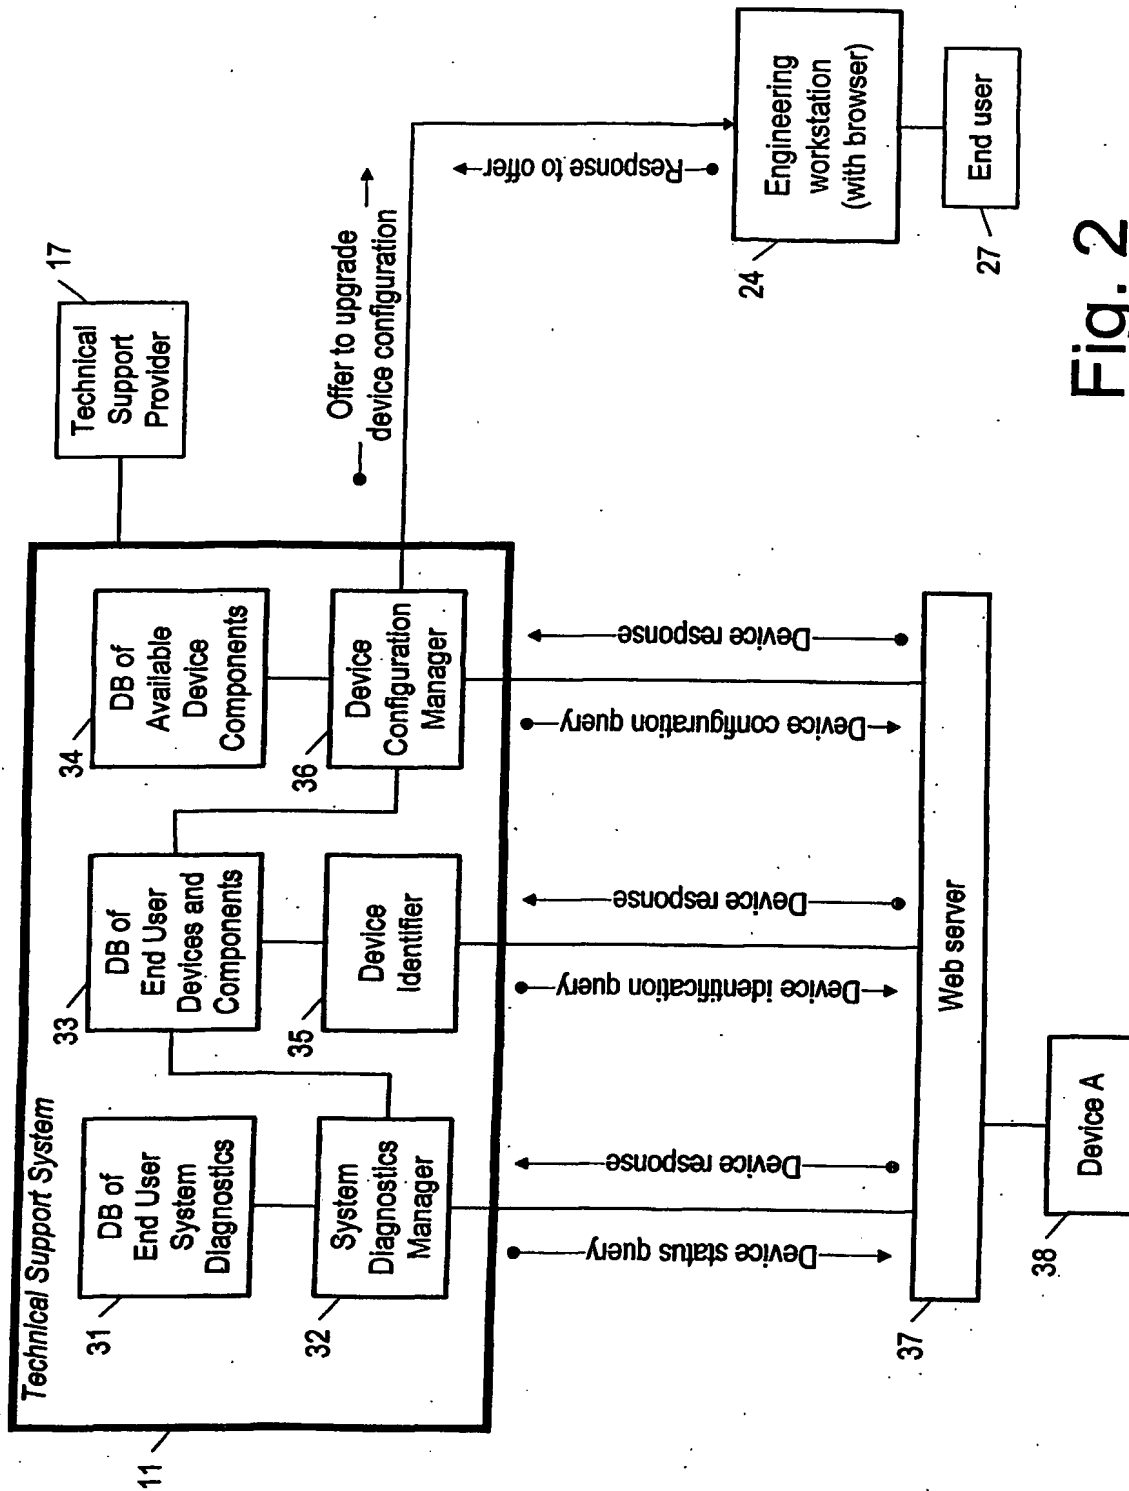 Technical Support System
11
31
DB of
End User
System
Diagnostics
33
DB of
End User
Devices and
Components
34
DB of
Available
Device
Components
17
Technical
Support
Provider
32
System
Diagnostics
Manager
35
Device
Identifier
36
Device
Configuration
Manager
Offer to upgrade
device configuration
Device status query
Device response
Device identification query
Device response
Device configuration query
Device response
Response to offer
37
Web server
38
Device A
24
Engineering
workstation
(with browser)
27
End user
Fig. 2